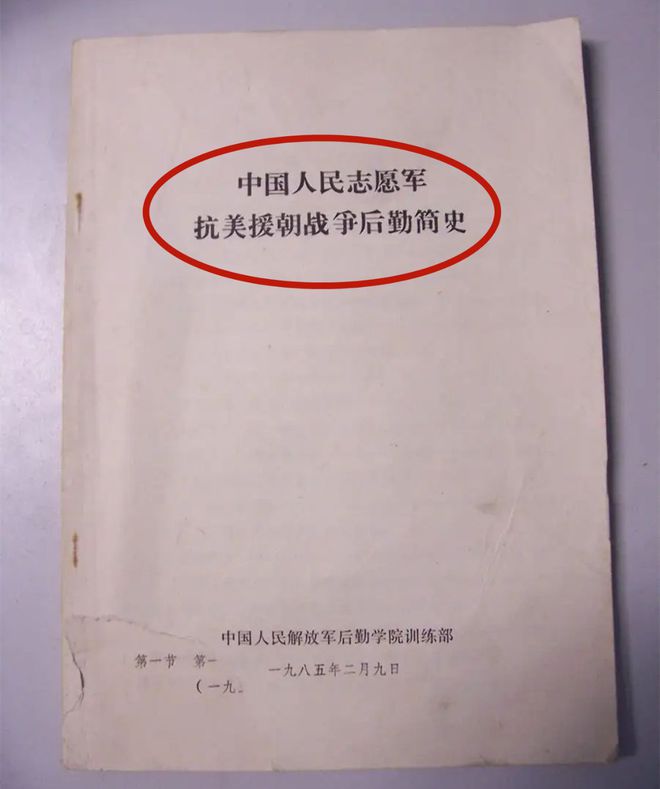 中国人民志愿军
抗美援朝战争后勤简史
中国人民解放军后勤学院训练部
第一节 第一
一九八五年二月九日
(一九